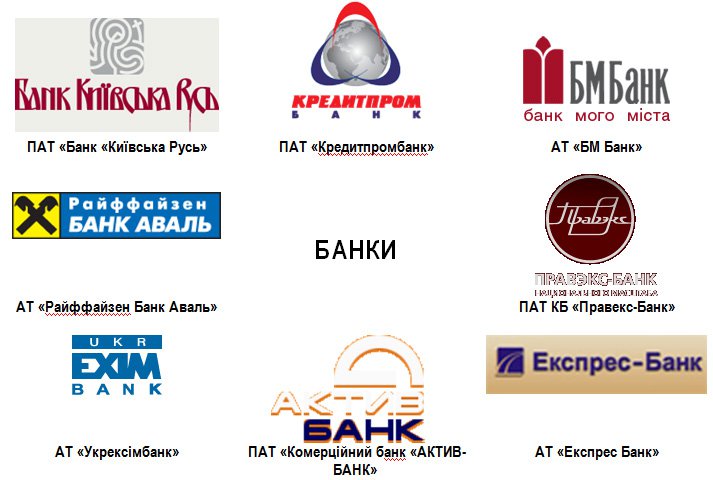 Банк Київська Русь
КРЕДИТПРОМ
БАНК
БМ Банк
банк мого міста
ПАТ «Банк «Київська Русь»
ПАТ «Кредитпромбанк»
АТ «БМ Банк»
Райффайзен
БАНК АВАЛЬ
БАНКИ
Правэкс
ПРАВЭКС-БАНК
АТ «Райффайзен Банк Аваль»
ПАТ КБ «Правекс-Банк»
UKR
EXIM
BANK
АКТИВ
БАНК
Експрес-Банк
АТ «Укрексімбанк»
ПАТ «Комерційний банк «АКТИВ-
БАНК»
АТ «Експрес Банк»